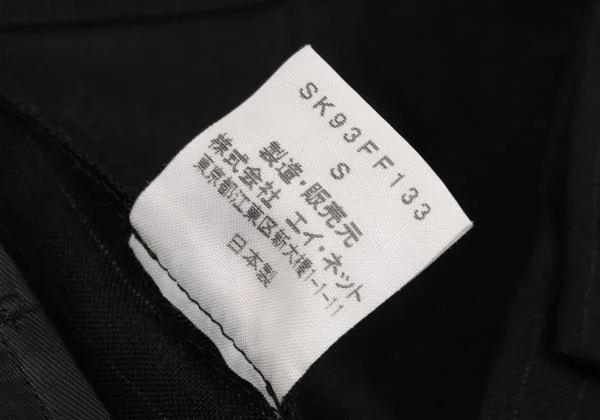 SK93FF133
S
製造・販売元
株式会社 エイ・ネット
東京都江東区新大橋1-1-11
日本製